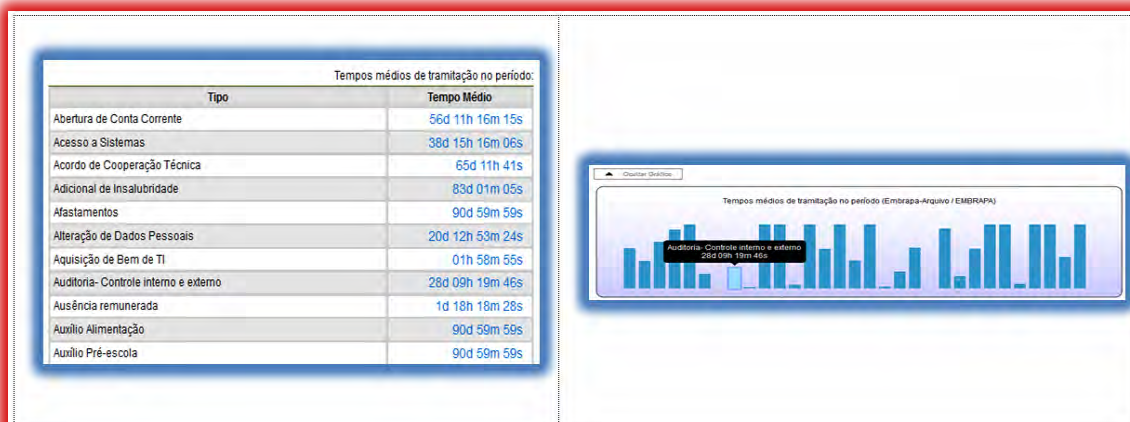 Tempos médios de tramitação no período:
Tipo Tempo Médio
Abertura de Conta Corrente 56d 11h 16m 15s
Acesso a Sistemas 38d 15h 16m 06s
Acordo de Cooperação Técnica 65d 11h 41s
Adicional de Insalubridade 83d 01m 05s
Afastamentos 90d 59m 59s
Alteração de Dados Pessoais 20d 12h 53m 24s
Aquisição de Bem de TI 01h 58m 55s
Auditoria- Controle interno e externo 28d 09h 19m 46s
Ausência remunerada 1d 18h 18m 28s
Auxílio Alimentação 90d 59m 59s
Auxílio Pré-escola 90d 59m 59s
Ocultar Gráfico
Tempos médios de tramitação no período (Embrapa-Arquivo / EMBRAPA)
Auditoria- Controle interno e externo
28d 09h 19m 46s